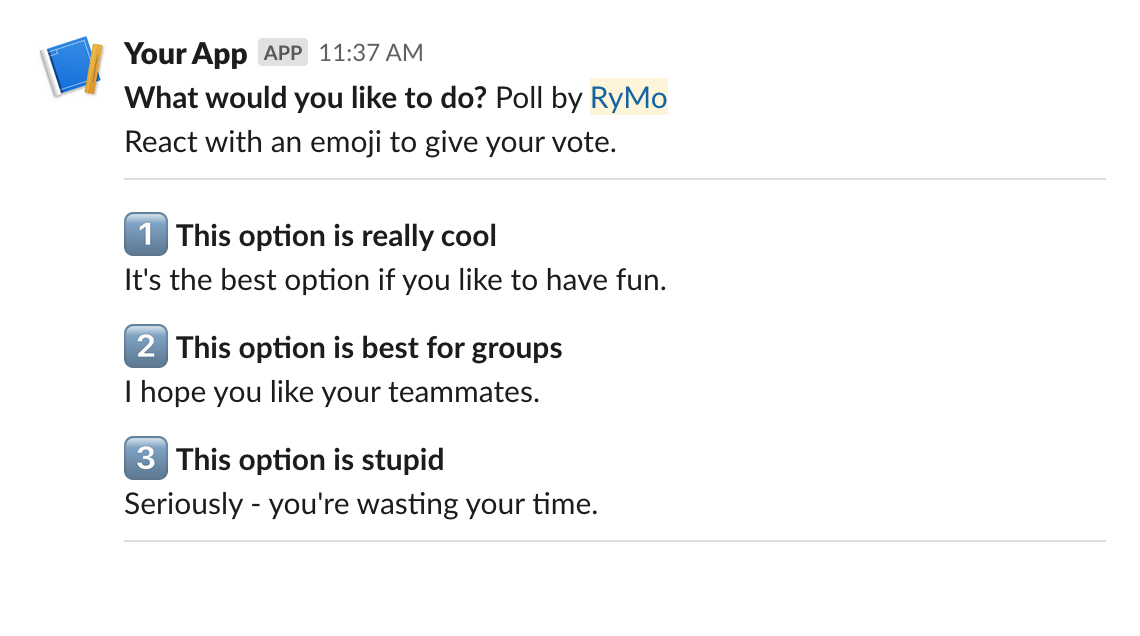 Your App APP 11:37 AM
What would you like to do? Poll by RyMo
React with an emoji to give your vote.
1 This option is really cool
It's the best option if you like to have fun.
2 This option is best for groups
I hope you like your teammates.
3 This option is stupid
Seriously - you're wasting your time.